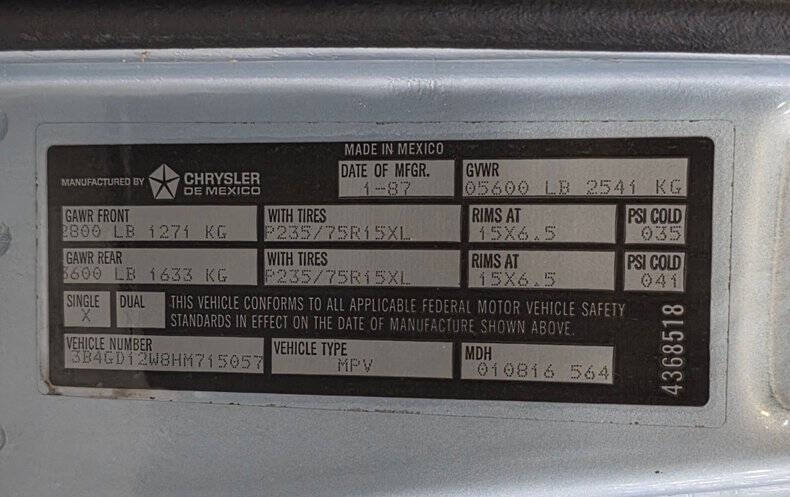 MADE IN MEXICO
MANUFACTURED BY CHRYSLER DE MEXICO
DATE OF MFGR. 1-87
GVWR 05600 LB 2541 KG
GAWR FRONT 2800 LB 1271 KG
WITH TIRES P235/75R15XL
RIMS AT 15X6.5
PSI COLD 035
GAWR REAR 3600 LB 1633 KG
WITH TIRES P235/75R15XL
RIMS AT 15X6.5
PSI COLD 041
SINGLE X
DUAL
THIS VEHICLE CONFORMS TO ALL APPLICABLE FEDERAL MOTOR VEHICLE SAFETY
STANDARDS IN EFFECT ON THE DATE OF MANUFACTURE SHOWN ABOVE.
VEHICLE NUMBER 3B4GD12W8HM715057
VEHICLE TYPE MPV
MDH 010816 564
4368518